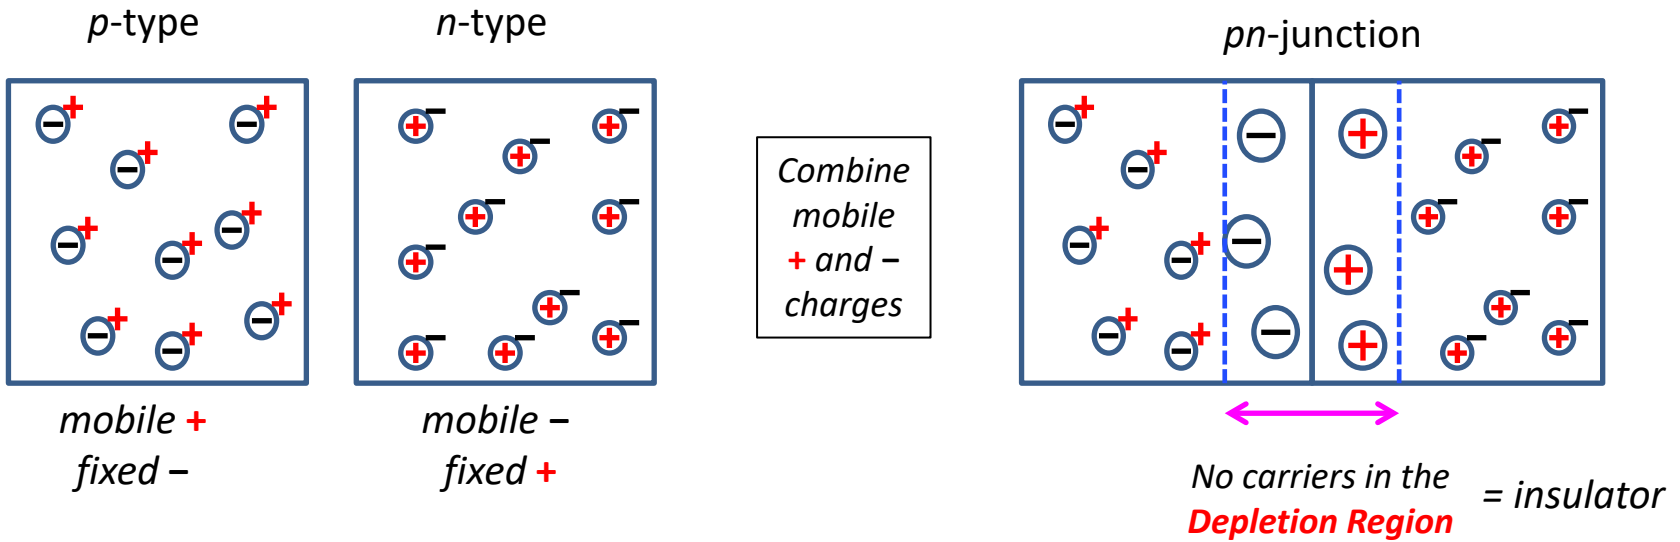 p-type
n-type
pn-junction
Combine
mobile
+ and −
charges
mobile +
fixed −
mobile −
fixed +
No carriers in the
Depletion Region
= insulator